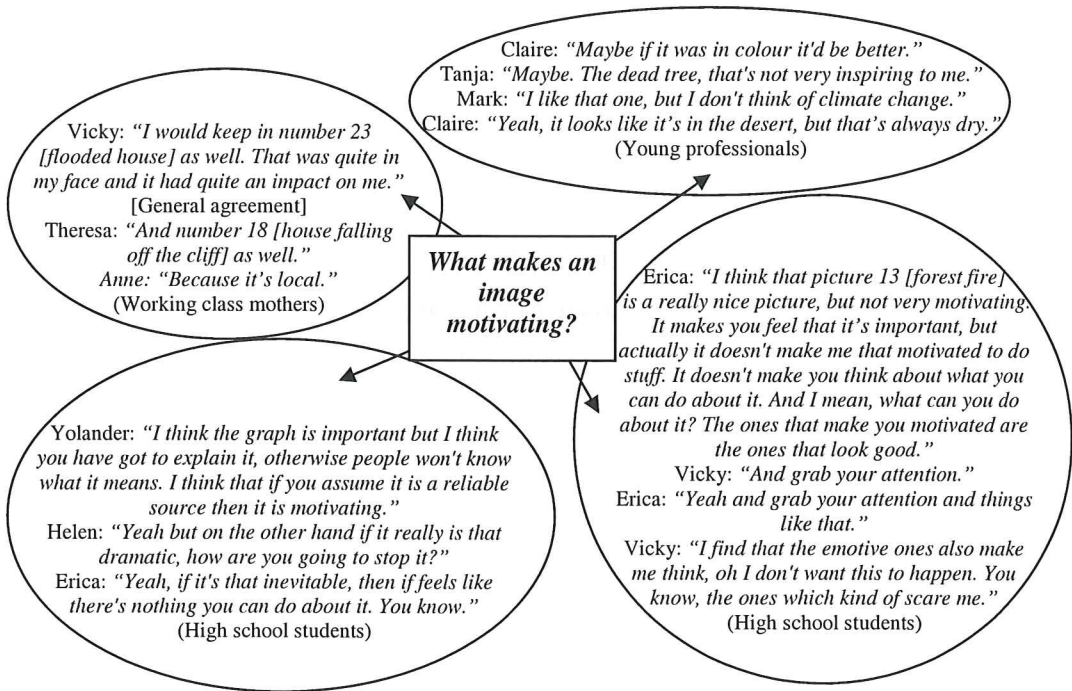 Claire: “Maybe if it was in colour it'd be better.”
Tanja: “Maybe. The dead tree, that's not very inspiring to me.”
Mark: “I like that one, but I don't think of climate change.”
Claire: “Yeah, it looks like it’s in the desert, but that’s always dry.”
(Young professionals)
Vicky: “I would keep in number 23
[flooded house] as well. That was quite in
my face and it had quite an impact on me.”
[General agreement]
Theresa: “And number 18 [house falling
off the cliff] as well.”
Anne: “Because it’s local.”
(Working class mothers)
What makes an
image
motivating?
Erica: “I think that picture 13 [forest fire]
is a really nice picture, but not very motivating.
It makes you feel that it’s important, but
actually it doesn't make me that motivated to do
stuff. It doesn't make you think about what you
can do about it. And I mean, what can you do
about it? The ones that make you motivated are
the ones that look good.”
Vicky: “And grab your attention.”
Erica: “Yeah and grab your attention and things
like that.”
Vicky: “I find that the emotive ones also make
me think, oh I don't want this to happen. You
know, the ones which kind of scare me.”
(High school students)
Yolander: “I think the graph is important but I think
you have got to explain it, otherwise people won't know
what it means. I think that if you assume it is a reliable
source then it is motivating.”
Helen: “Yeah but on the other hand if it really is that
dramatic, how are you going to stop it?”
Erica: “Yeah, if it's that inevitable, then if feels like
there's nothing you can do about it. You know.”
(High school students)